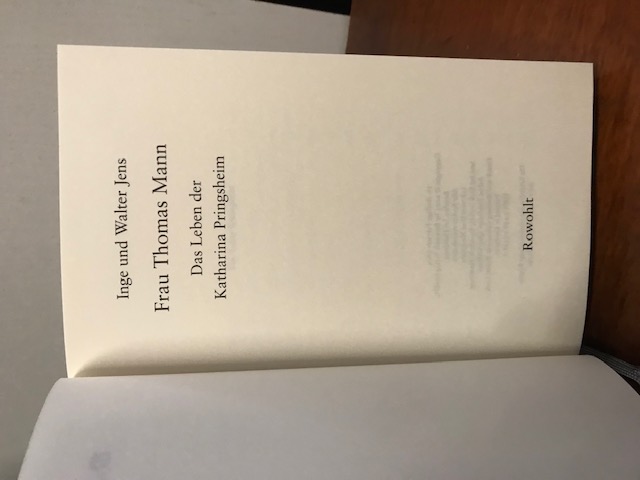 Inge und Walter Jens
Frau Thomas Mann
Das Leben der
Katharina Pringsheim
Rowohlt